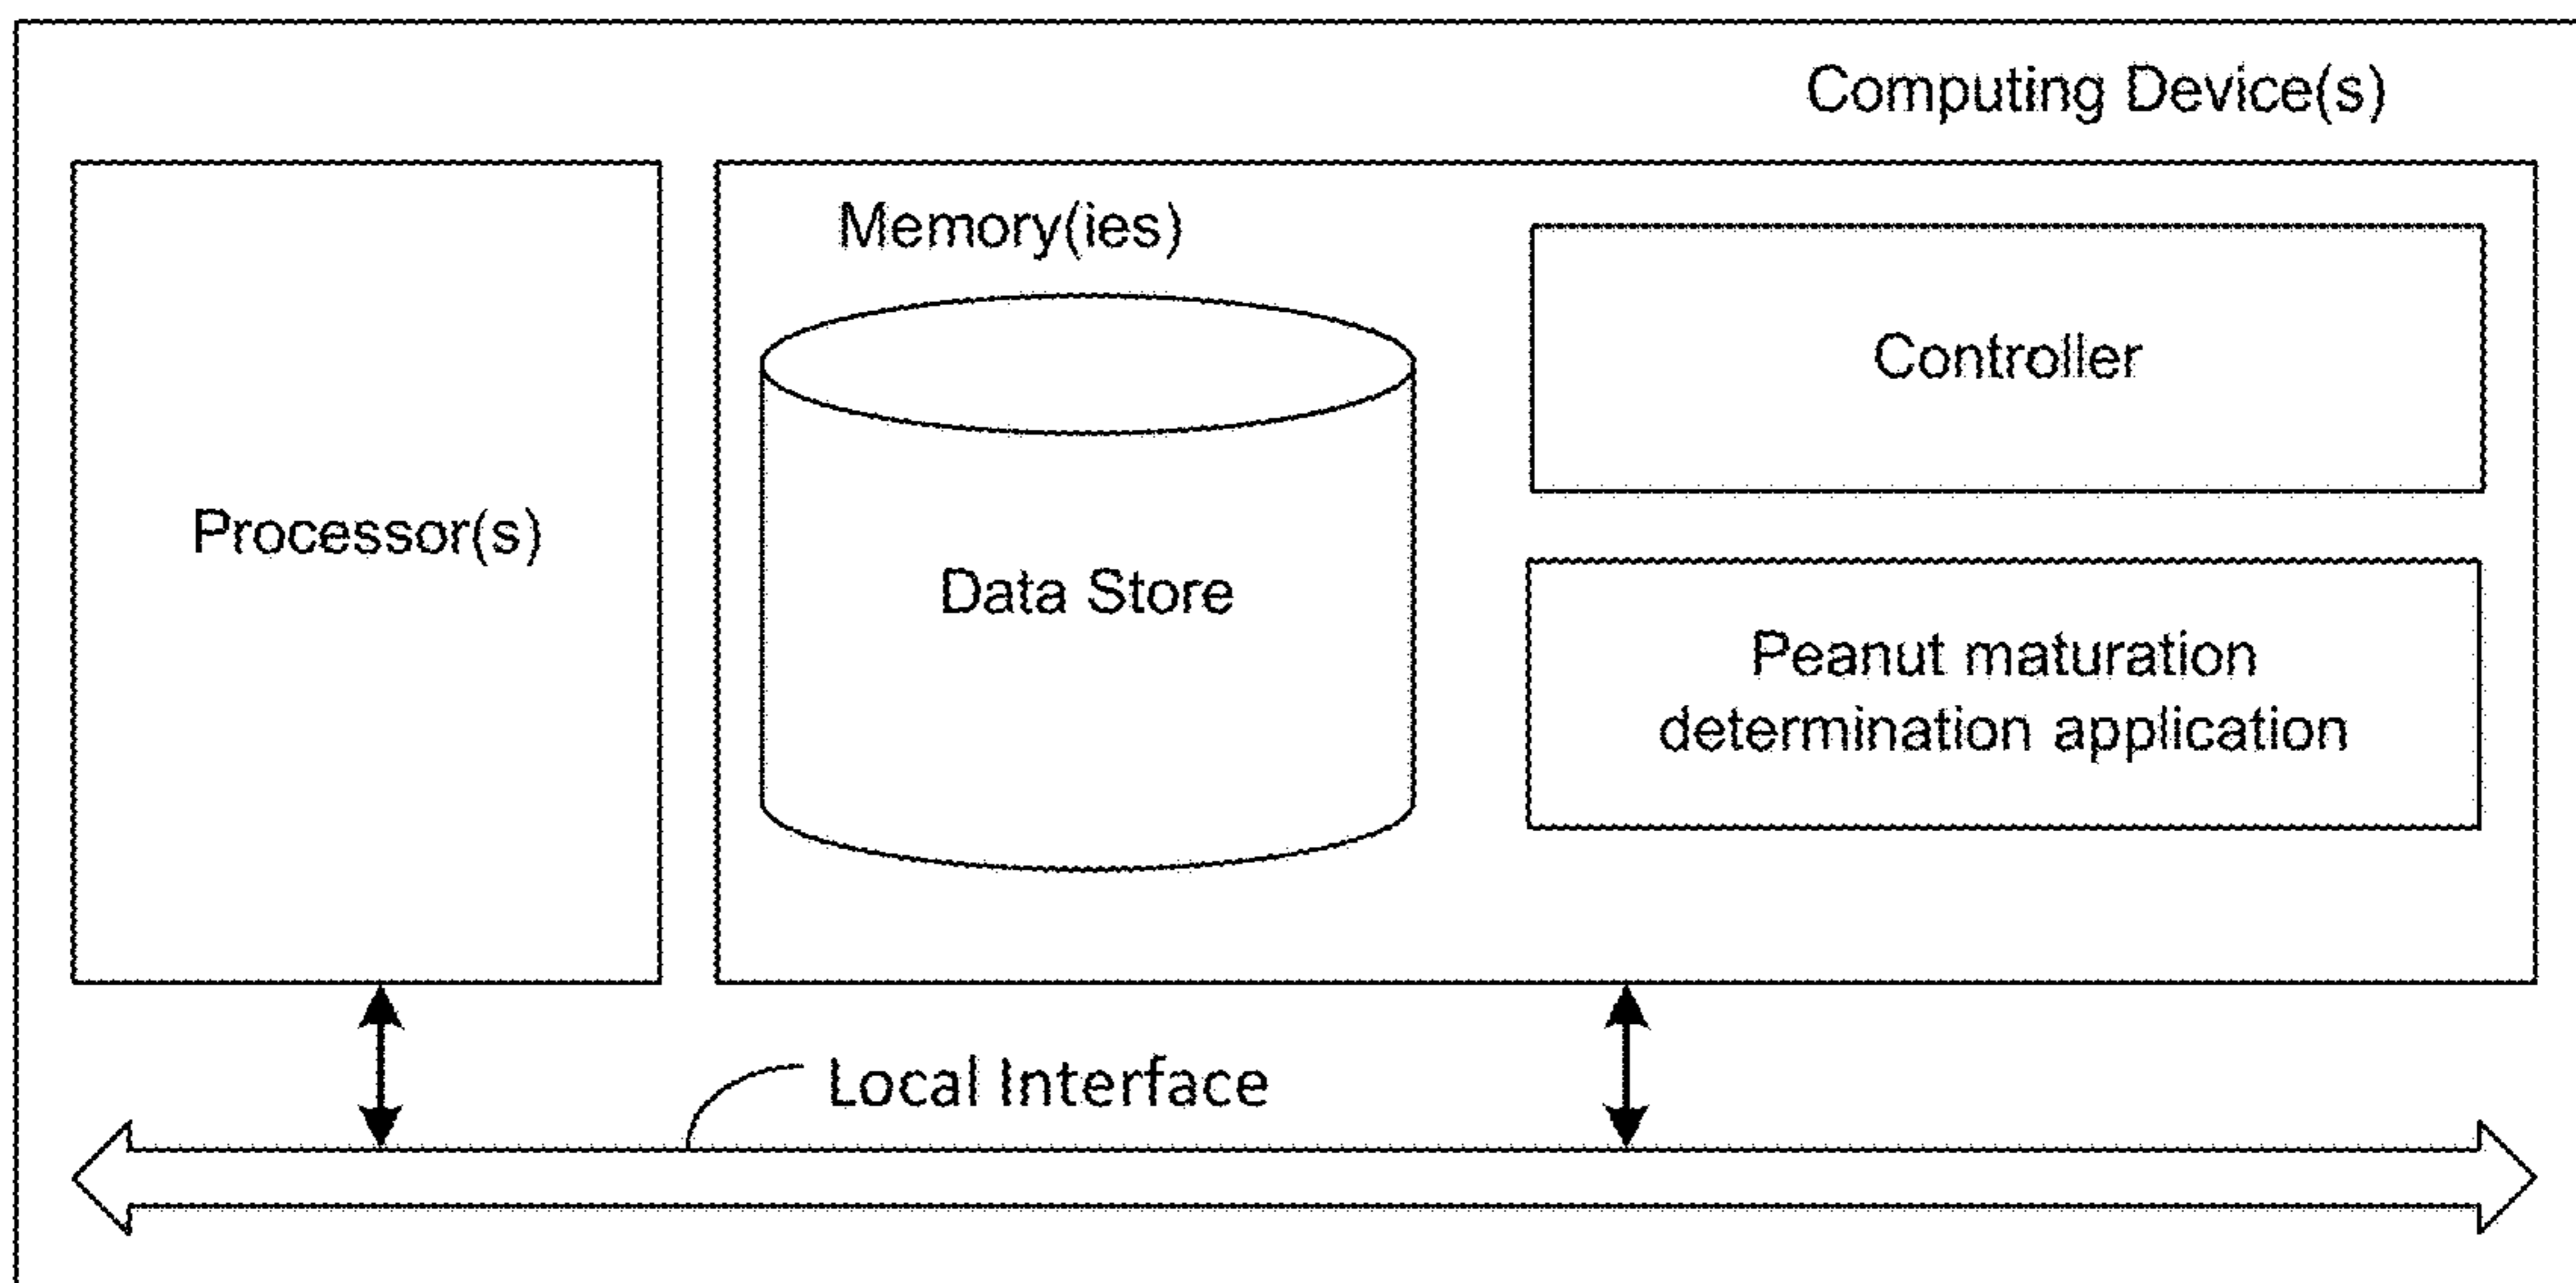 Computing Device(s)
Memory(ies)
Controller
Processor(s)
Data Store
Peanut maturation
determination application
Local Interface